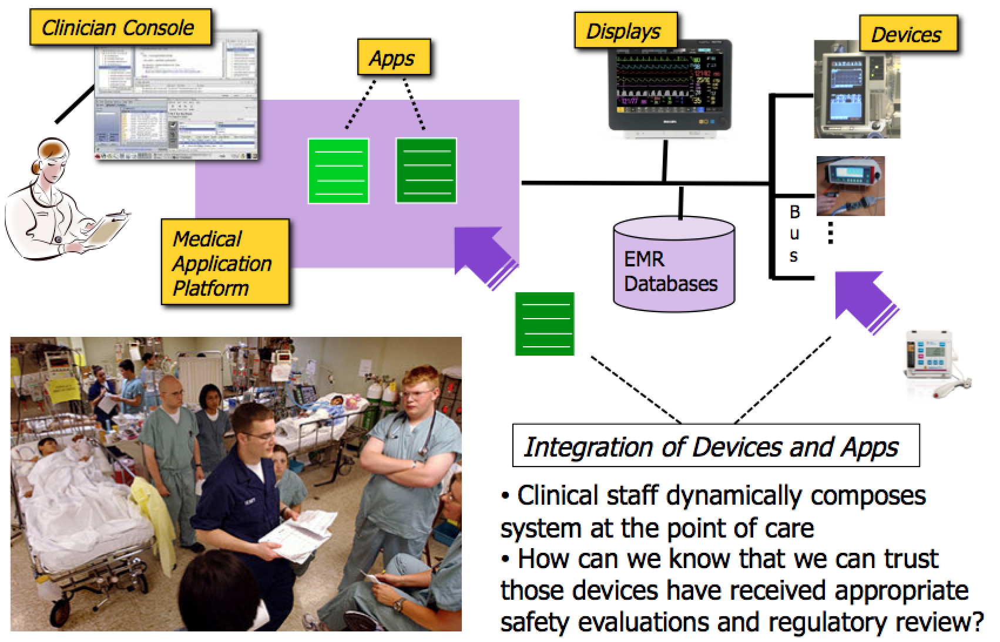 Clinician Console
Apps
Displays
Devices
Medical
Application
Platform
EMR
Databases
B
u
s
Integration of Devices and Apps
• Clinical staff dynamically composes
system at the point of care
• How can we know that we can trust
those devices have received appropriate
safety evaluations and regulatory review?